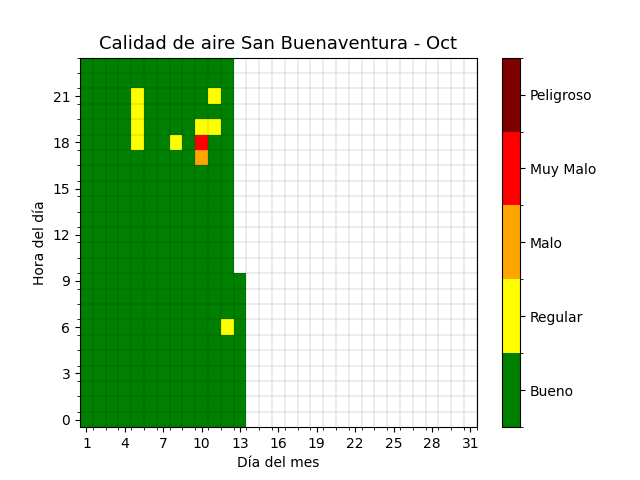 Calidad de aire San Buenaventura - Oct
Hora del día
21
18
15
12
9
6
3
0
1 4 7 10 13 16 19 22 25 28 31
Día del mes
Peligroso
Muy Malo
Malo
Regular
Bueno